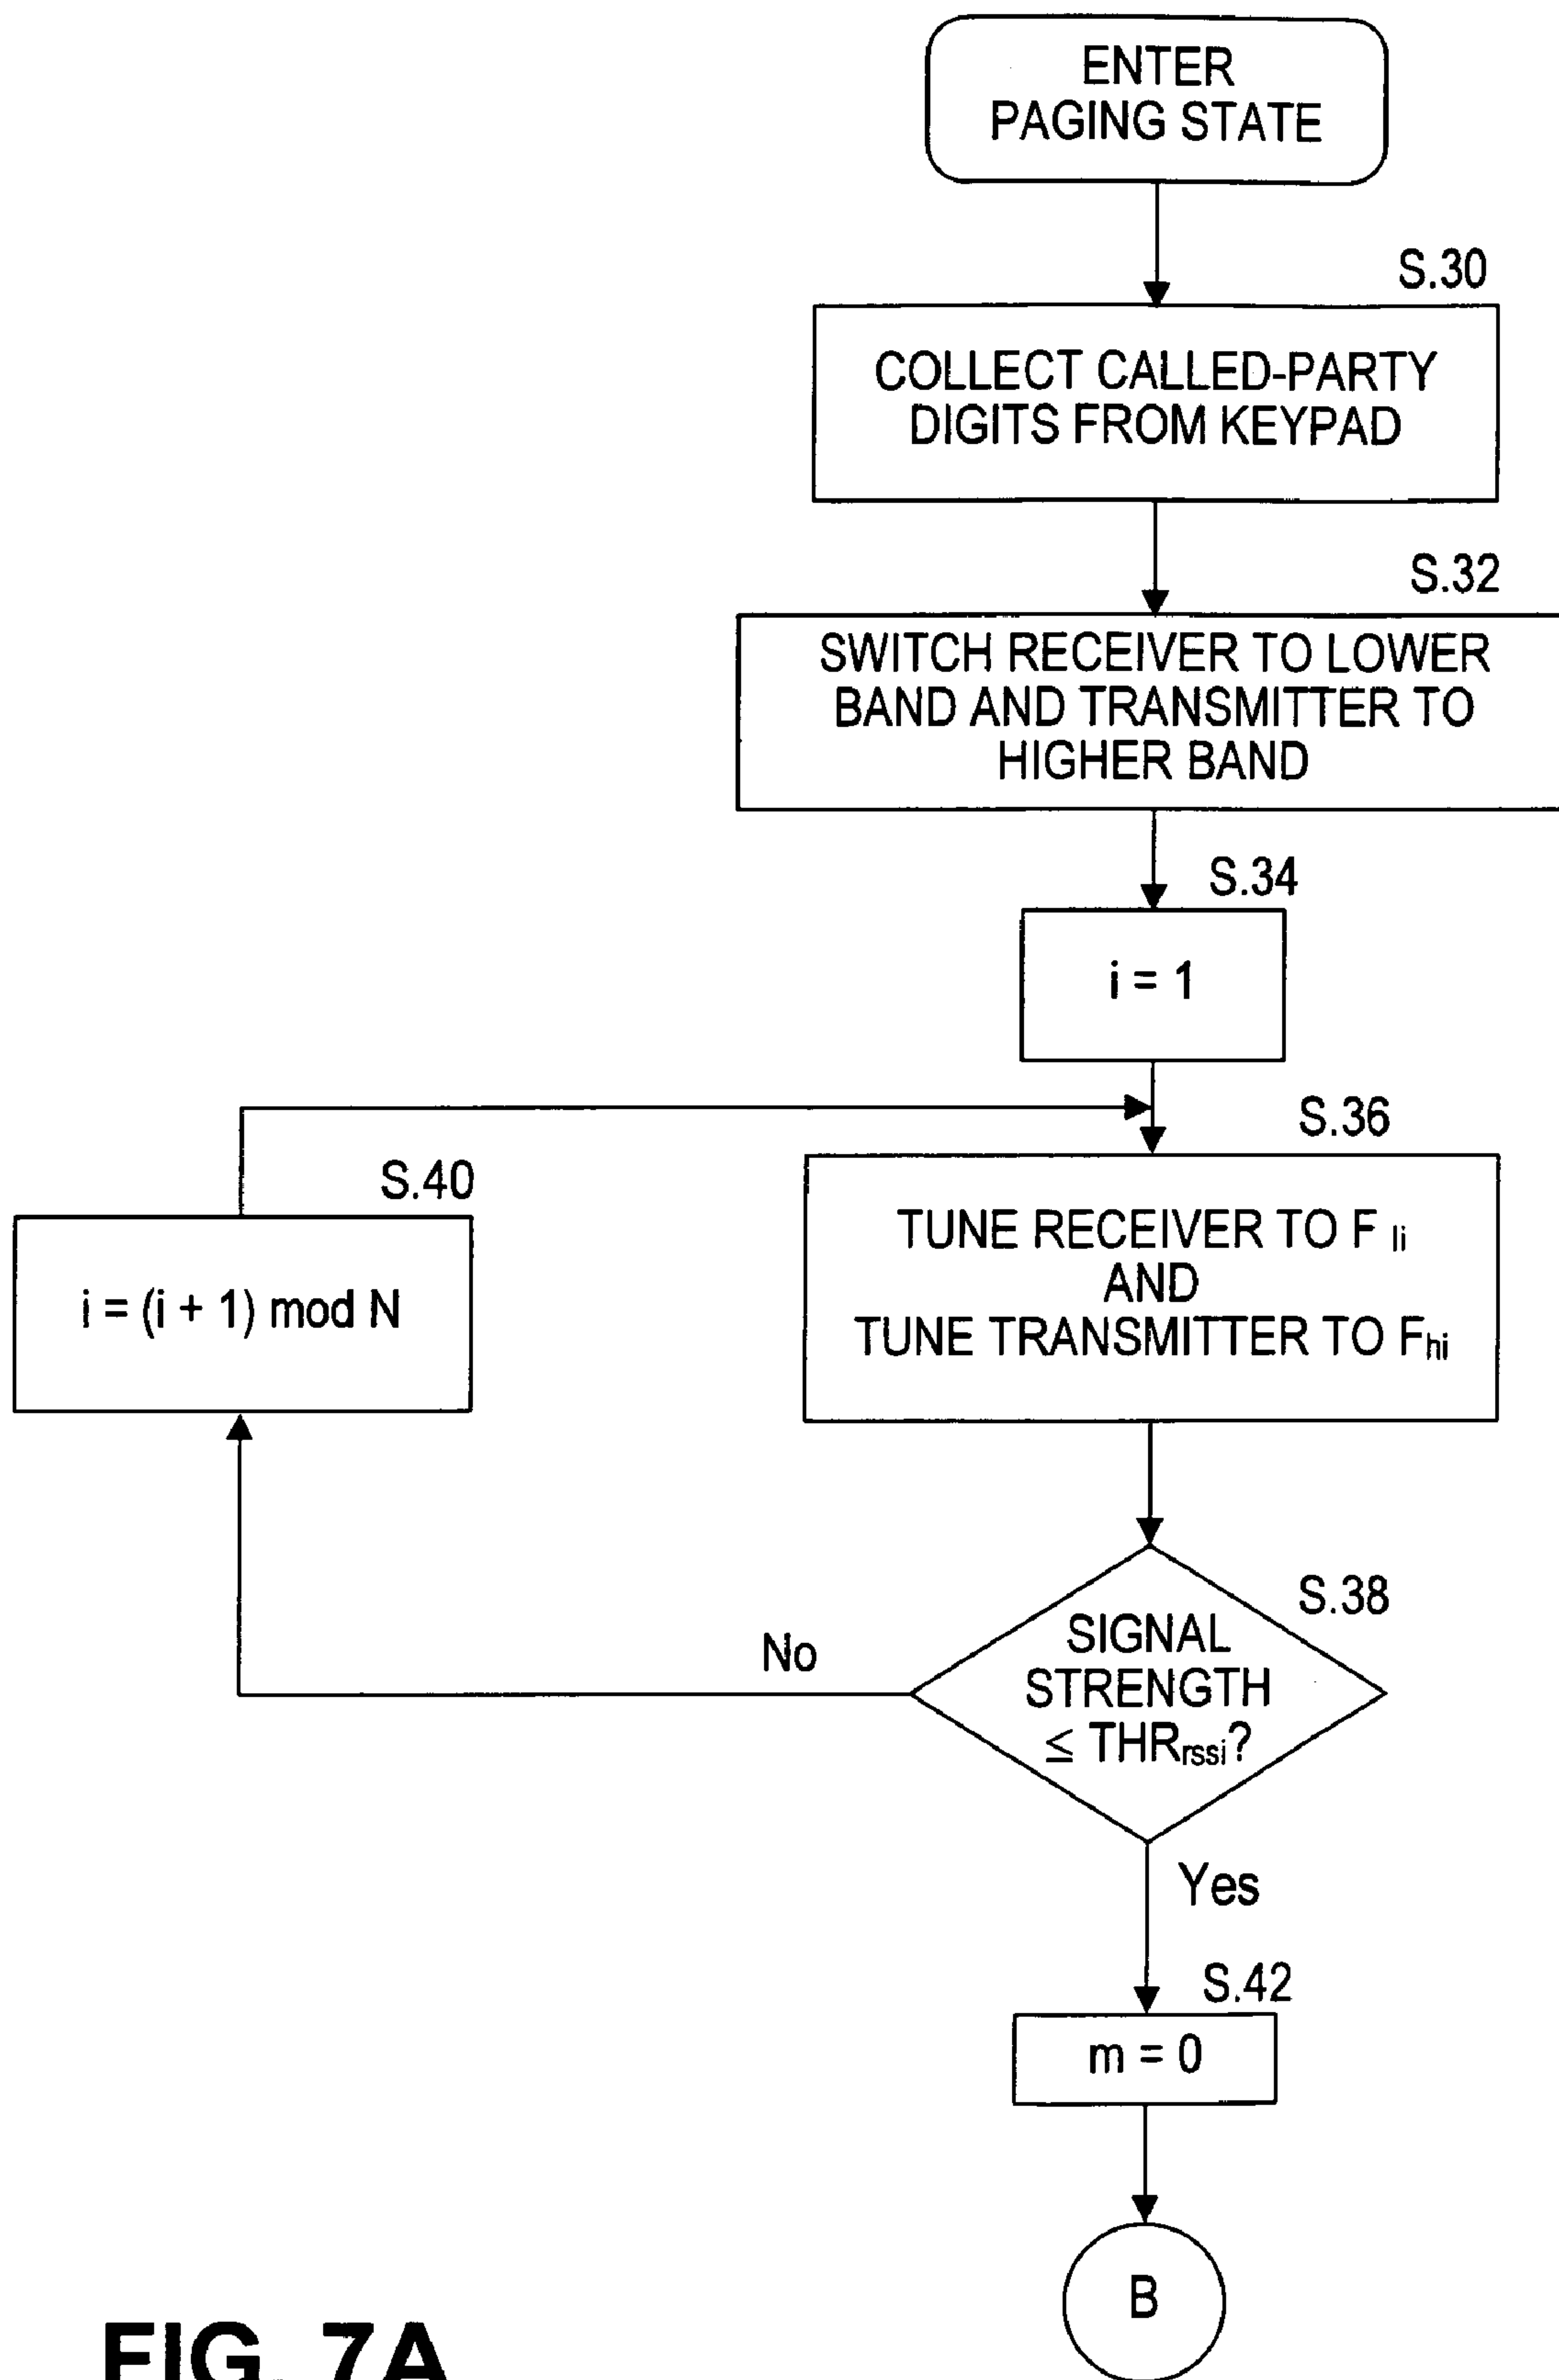 ENTER
PAGING STATE
S.30
COLLECT CALLED-PARTY
DIGITS FROM KEYPAD
S.32
SWITCH RECEIVER TO LOWER
BAND AND TRANSMITTER TO
HIGHER BAND
S.34
i = 1
S.36
TUNE RECEIVER TO F li
AND
TUNE TRANSMITTER TO Fhi
S.40
i = (i + 1) mod N
S.38
SIGNAL
STRENGTH
≤ THRrssi?
No
Yes
S.42
m = 0
B
FIG. 7A